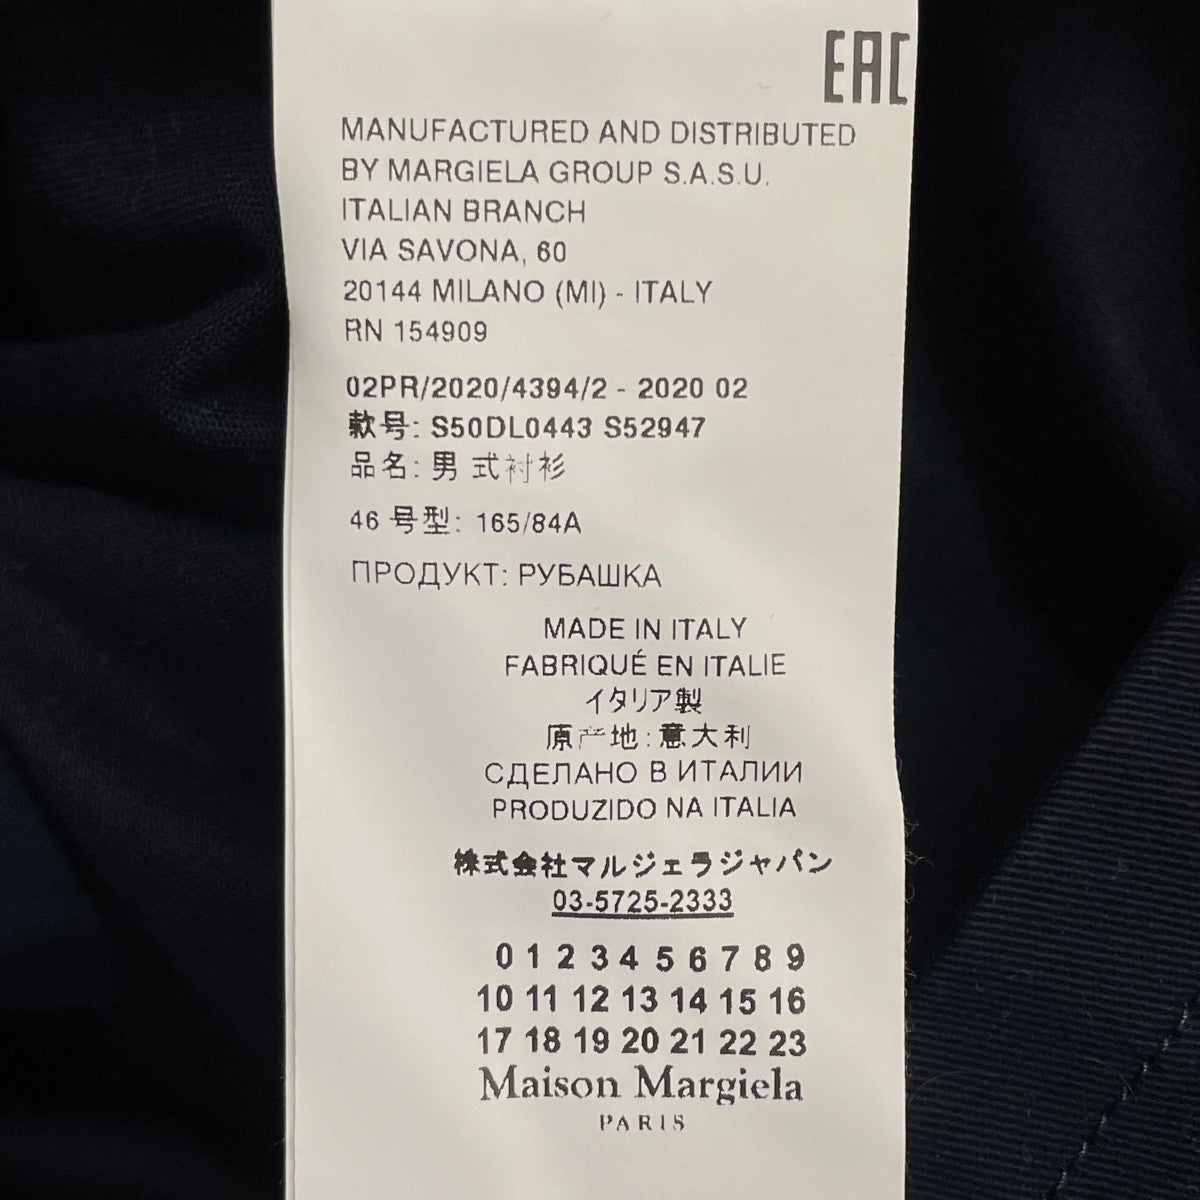 EAC
MANUFACTURED AND DISTRIBUTED
BY MARGIELA GROUP S.A.S.U.
ITALIAN BRANCH
VIA SAVONA, 60
20144 MILANO (MI) - ITALY
RN 154909
02PR/2020/4394/2 - 2020 02
款号: S50DL0443 S52947
品名: 男式衬衫
46 号型: 165/84A
ПРОДУКТ: РУБАШКА
MADE IN ITALY
FABRIQUÉ EN ITALIE
イタリア製
原产地: 意大利
СДЕЛАНО В ИТАЛИИ
PRODUZIDO NA ITALIA
株式会社マルジェラジャパン
03-5725-2333
0 1 2 3 4 5 6 7 8 9
10 11 12 13 14 15 16
17 18 19 20 21 22 23
Maison Margiela
PARIS